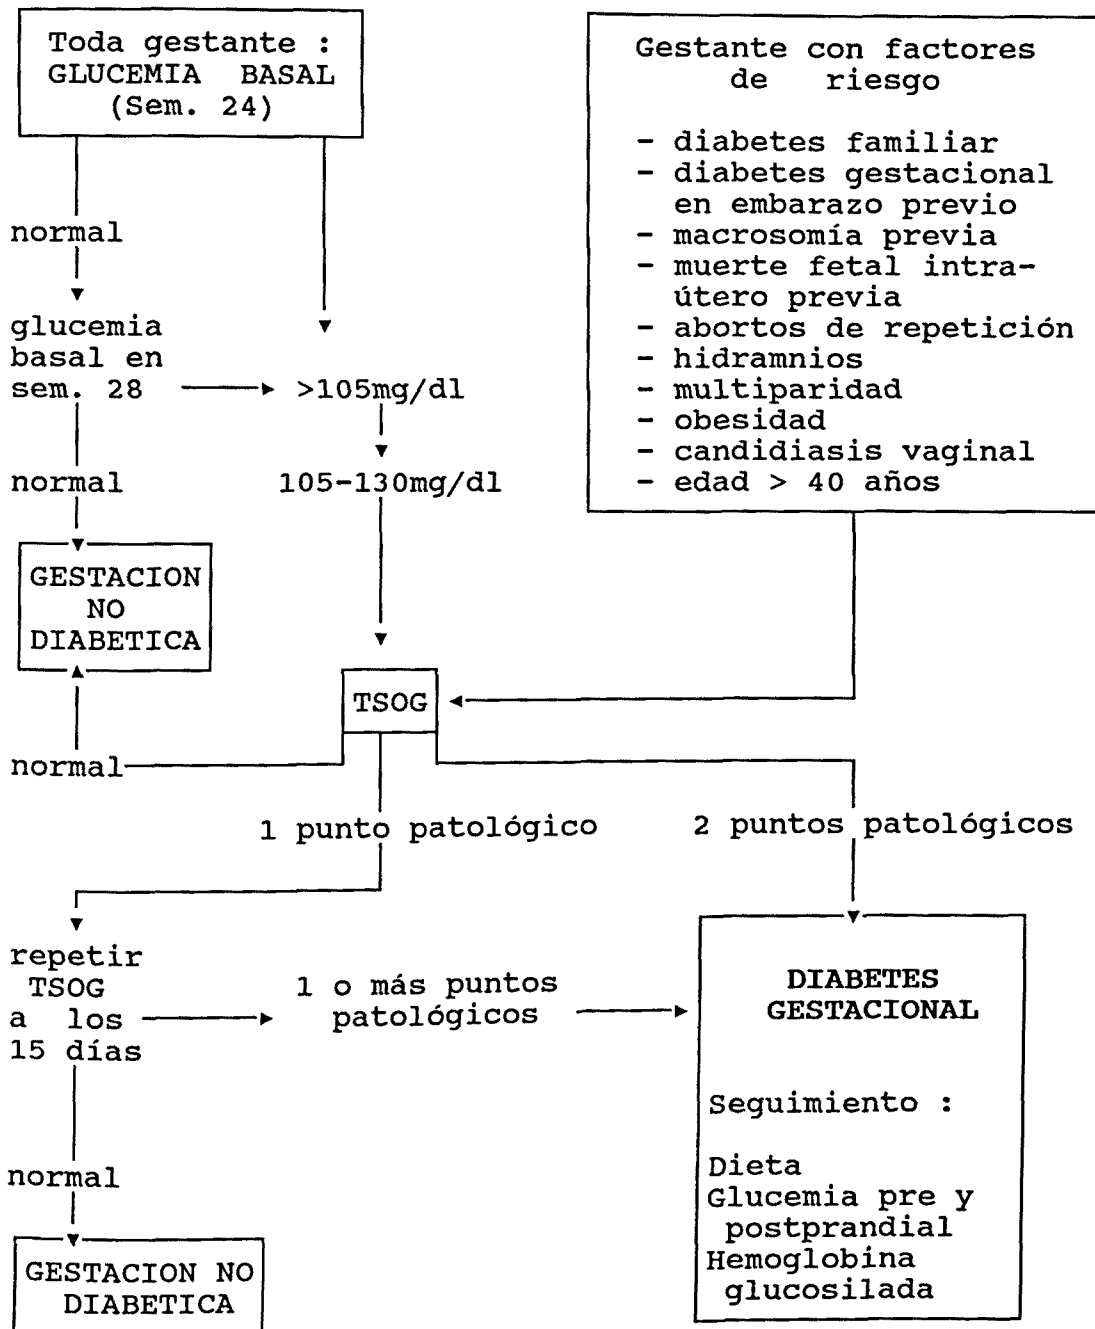 Toda gestante :
GLUCEMIA BASAL
(Sem. 24)
Gestante con factores
de riesgo
- diabetes familiar
- diabetes gestacional
en embarazo previo
- macrosomía previa
- muerte fetal intra-
útero previa
- abortos de repetición
- hidramnios
- multiparidad
- obesidad
- candidiasis vaginal
- edad > 40 años
normal
glucemia
basal en
sem. 28
>105mg/dl
normal
105-130mg/dl
GESTACION
NO
DIABETICA
TSOG
normal
1 punto patológico
2 puntos patológicos
repetir
TSOG
a los
15 días
1 o más puntos
patológicos
DIABETES
GESTACIONAL
Seguimiento :
Dieta
Glucemia pre y
postprandial
Hemoglobina
glucosilada
normal
GESTACION NO
DIABETICA